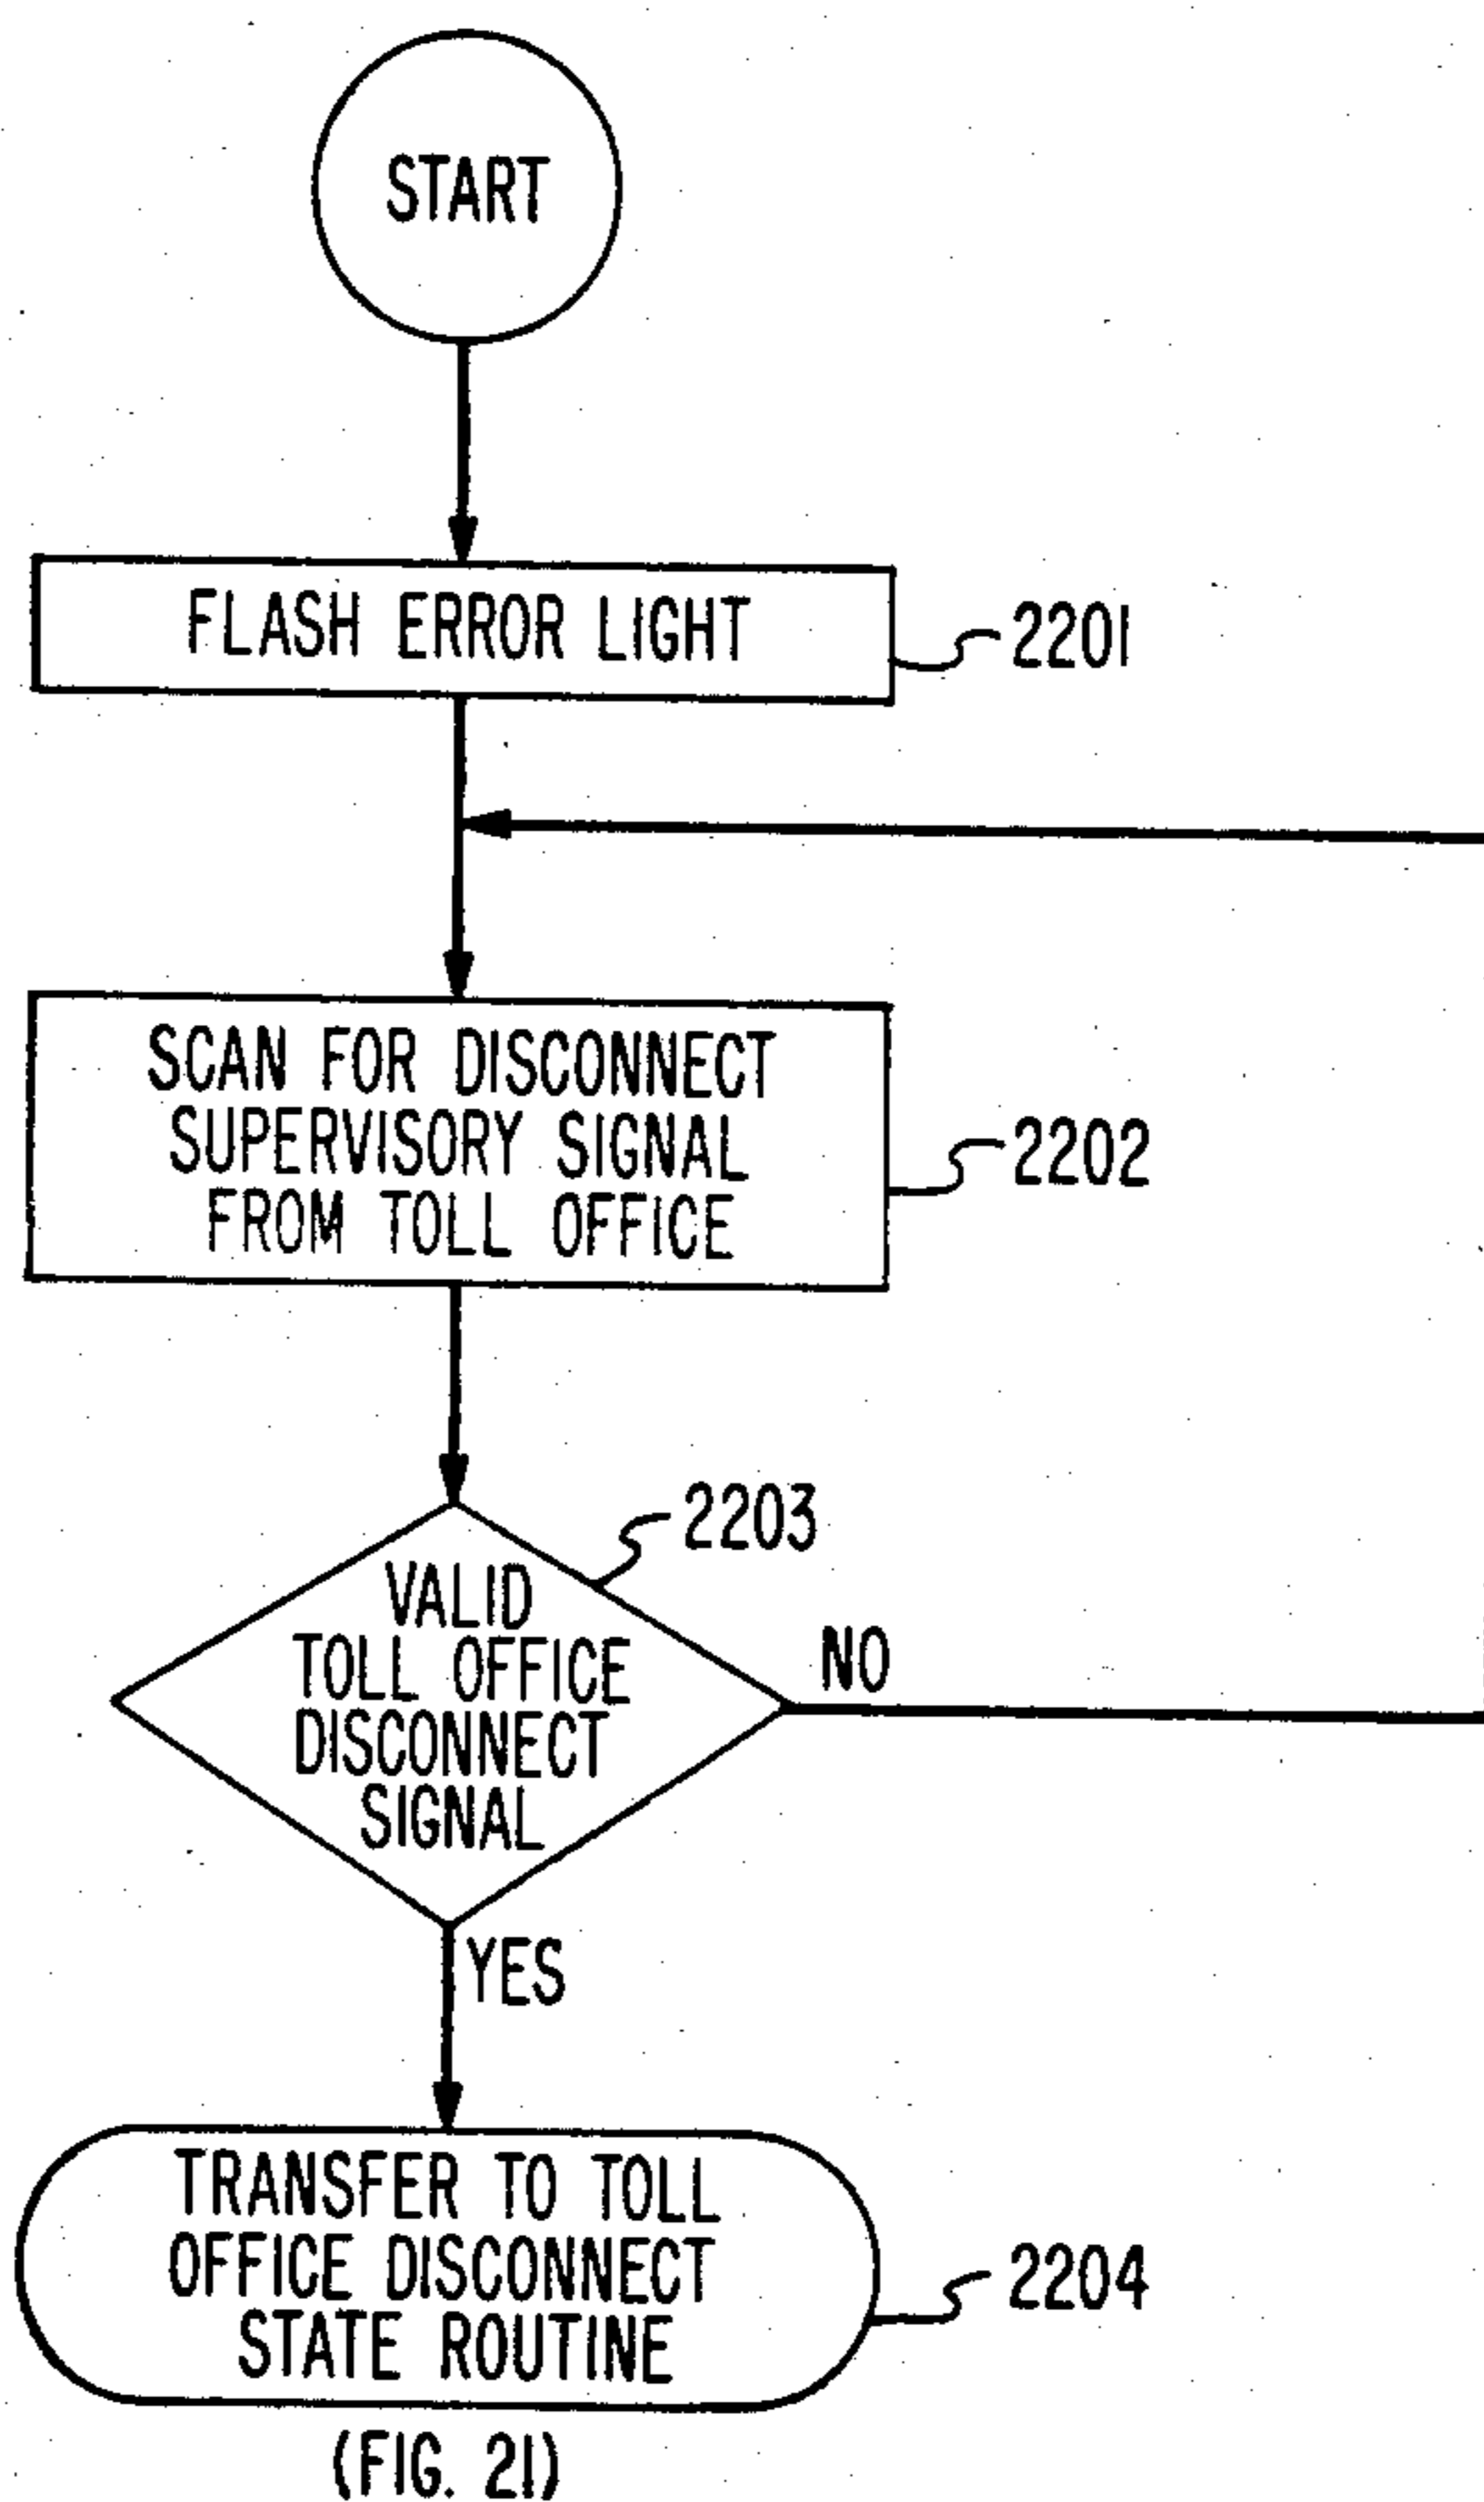 START
FLASH ERROR LIGHT
2201
SCAN FOR DISCONNECT
SUPERVISORY SIGNAL
FROM TOLL OFFICE
2202
2203
VALID
TOLL OFFICE
DISCONNECT
SIGNAL
NO
YES
TRANSFER TO TOLL
OFFICE DISCONNECT
STATE ROUTINE
2204
(FIG. 21)